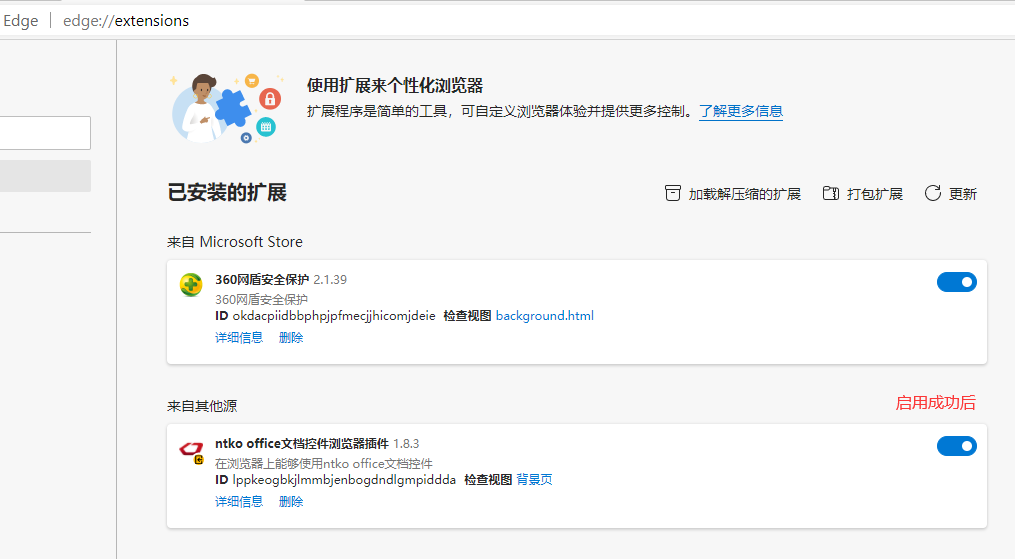 Edge edge://extensions
使用扩展来个性化浏览器
扩展程序是简单的工具，可自定义浏览器体验并提供更多控制。了解更多信息
已安装的扩展 加载解压缩的扩展 打包扩展 更新
来自 Microsoft Store
360网盾安全保护 2.1.39
360网盾安全保护
ID okdacpiidbbphpjpfmecjjhicomjdeie 检查视图 background.html
详细信息 删除
来自其他源 启用成功后
ntko office文档控件浏览器插件 1.8.3
在浏览器上能够使用ntko office文档控件
ID lppkeogbkjlmmbjenbogdndlgmpiddda 检查视图 背景页
详细信息 删除